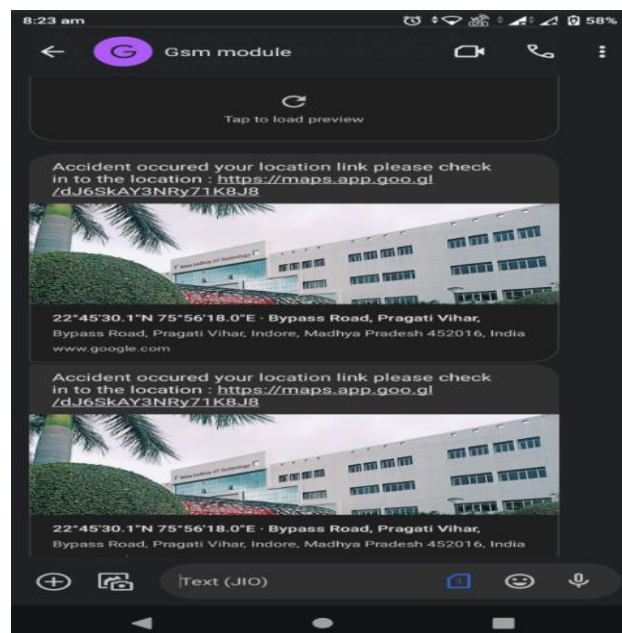 8:23 am
58%
G Gsm module
Tap to load preview
Accident occured your location link please check
in to the location : https://maps.app.goo.gl
/dJ6SkAY3NRy71K8J8
22°45'30.1"N 75°56'18.0"E · Bypass Road, Pragati Vihar,
Bypass Road, Pragati Vihar, Indore, Madhya Pradesh 452016, India
www.google.com
Accident occured your location link please check
in to the location : https://maps.app.goo.gl
/dJ6SkAY3NRy71K8J8
22°45'30.1"N 75°56'18.0"E · Bypass Road, Pragati Vihar,
Bypass Road, Pragati Vihar, Indore, Madhya Pradesh 452016, India
Text (JIO)
1